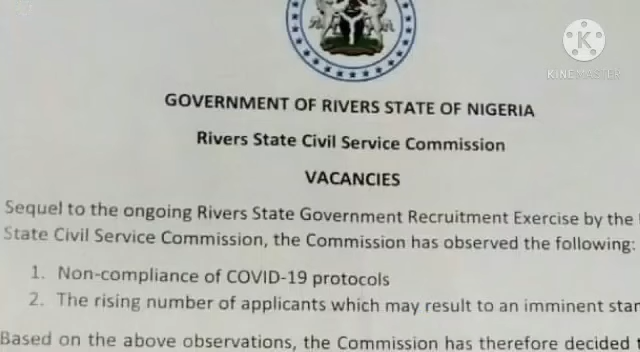 KINEMASTER
GOVERNMENT OF RIVERS STATE OF NIGERIA
Rivers State Civil Service Commission
VACANCIES
Sequel to the ongoing Rivers State Government Recruitment Exercise by the
State Civil Service Commission, the Commission has observed the following:
1. Non-compliance of COVID-19 protocols
2. The rising number of applicants which may result to an imminent
Based on the above observations, the Commission has therefore decided